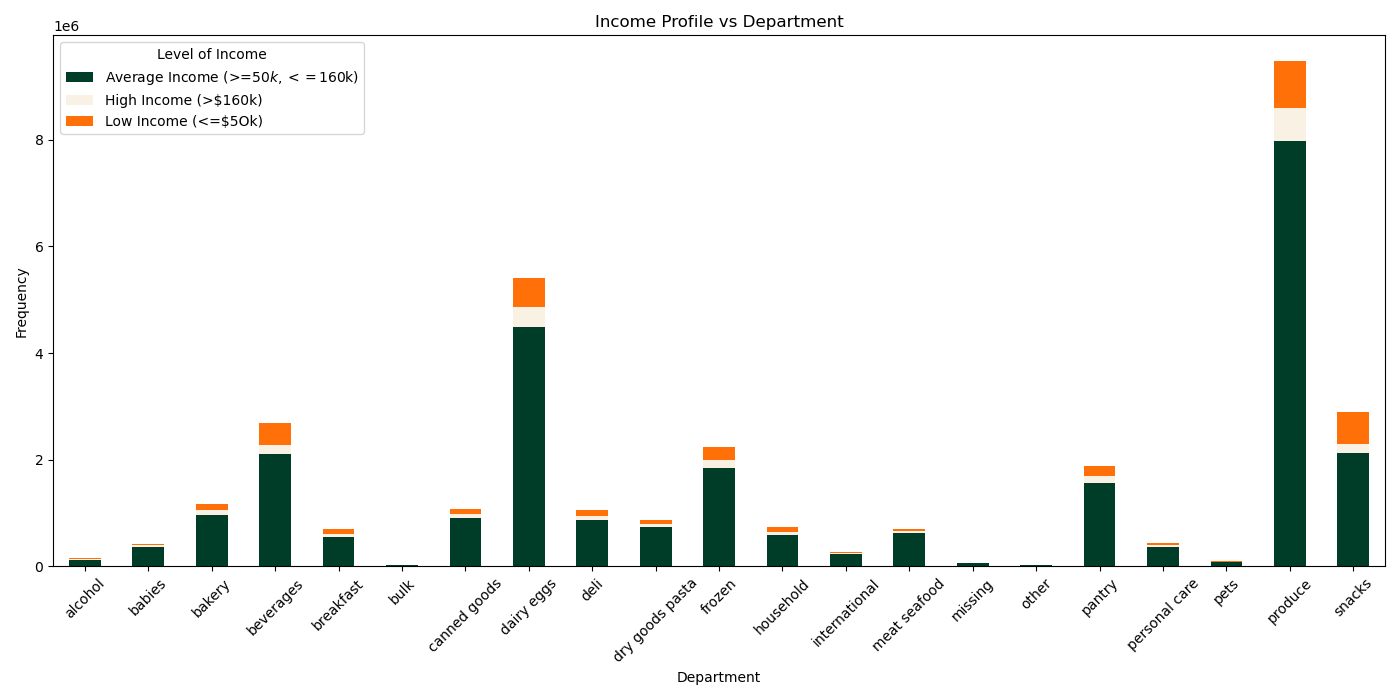 Income Profile vs Department
1e6
Level of Income
Average Income (>=50k, <= 160k)
High Income (>$160k)
Low Income (<=$5Ok)
8
6
4
2
0
Frequency
alcohol
babies
bakery
beverages
breakfast
bulk
canned goods
dairy eggs
deli
dry goods pasta
frozen
household
international
meat seafood
missing
other
pantry
personal care
pets
produce
snacks
Department